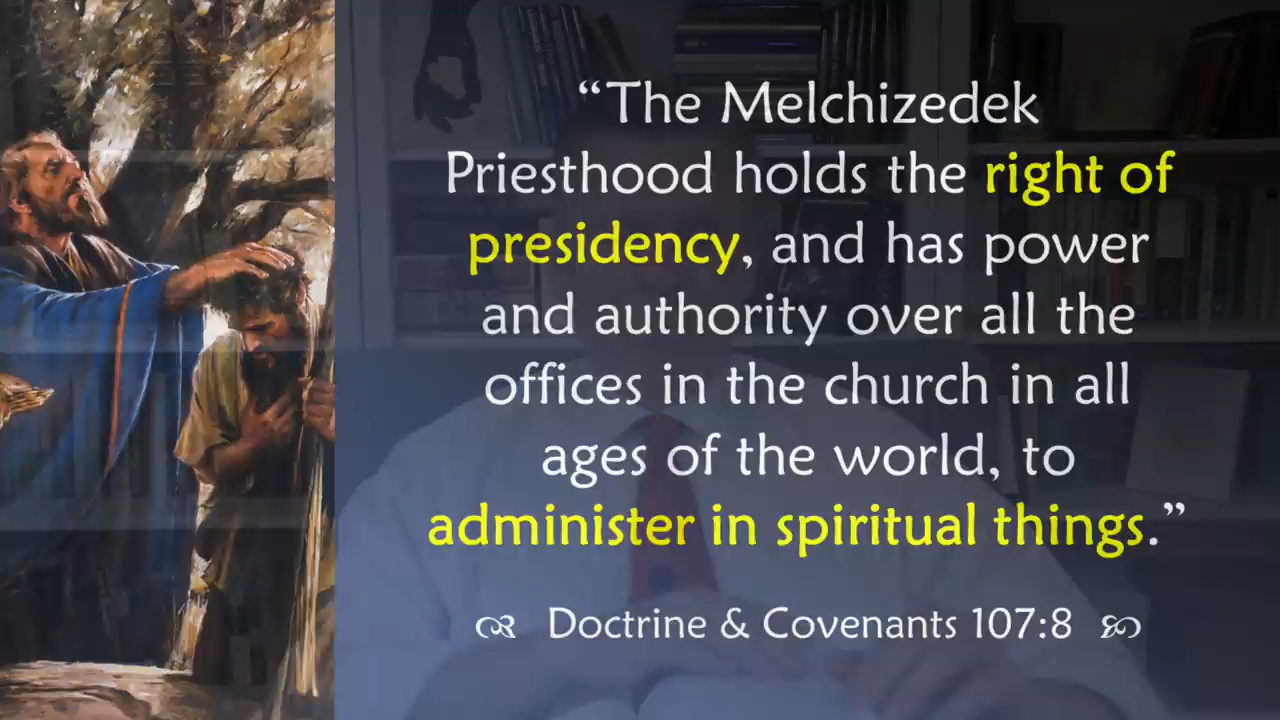 “The Melchizedek
Priesthood holds the right of
presidency, and has power
and authority over all the
offices in the church in all
ages of the world, to
administer in spiritual things.”
Doctrine & Covenants 107:8